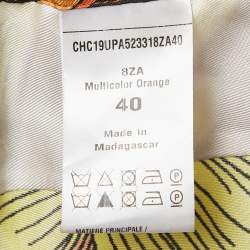 CHC19UPA523318ZA40
8ZA
Multicolor Orange
40
Made in
Madagascar
MATIERE PRINCIPALE /